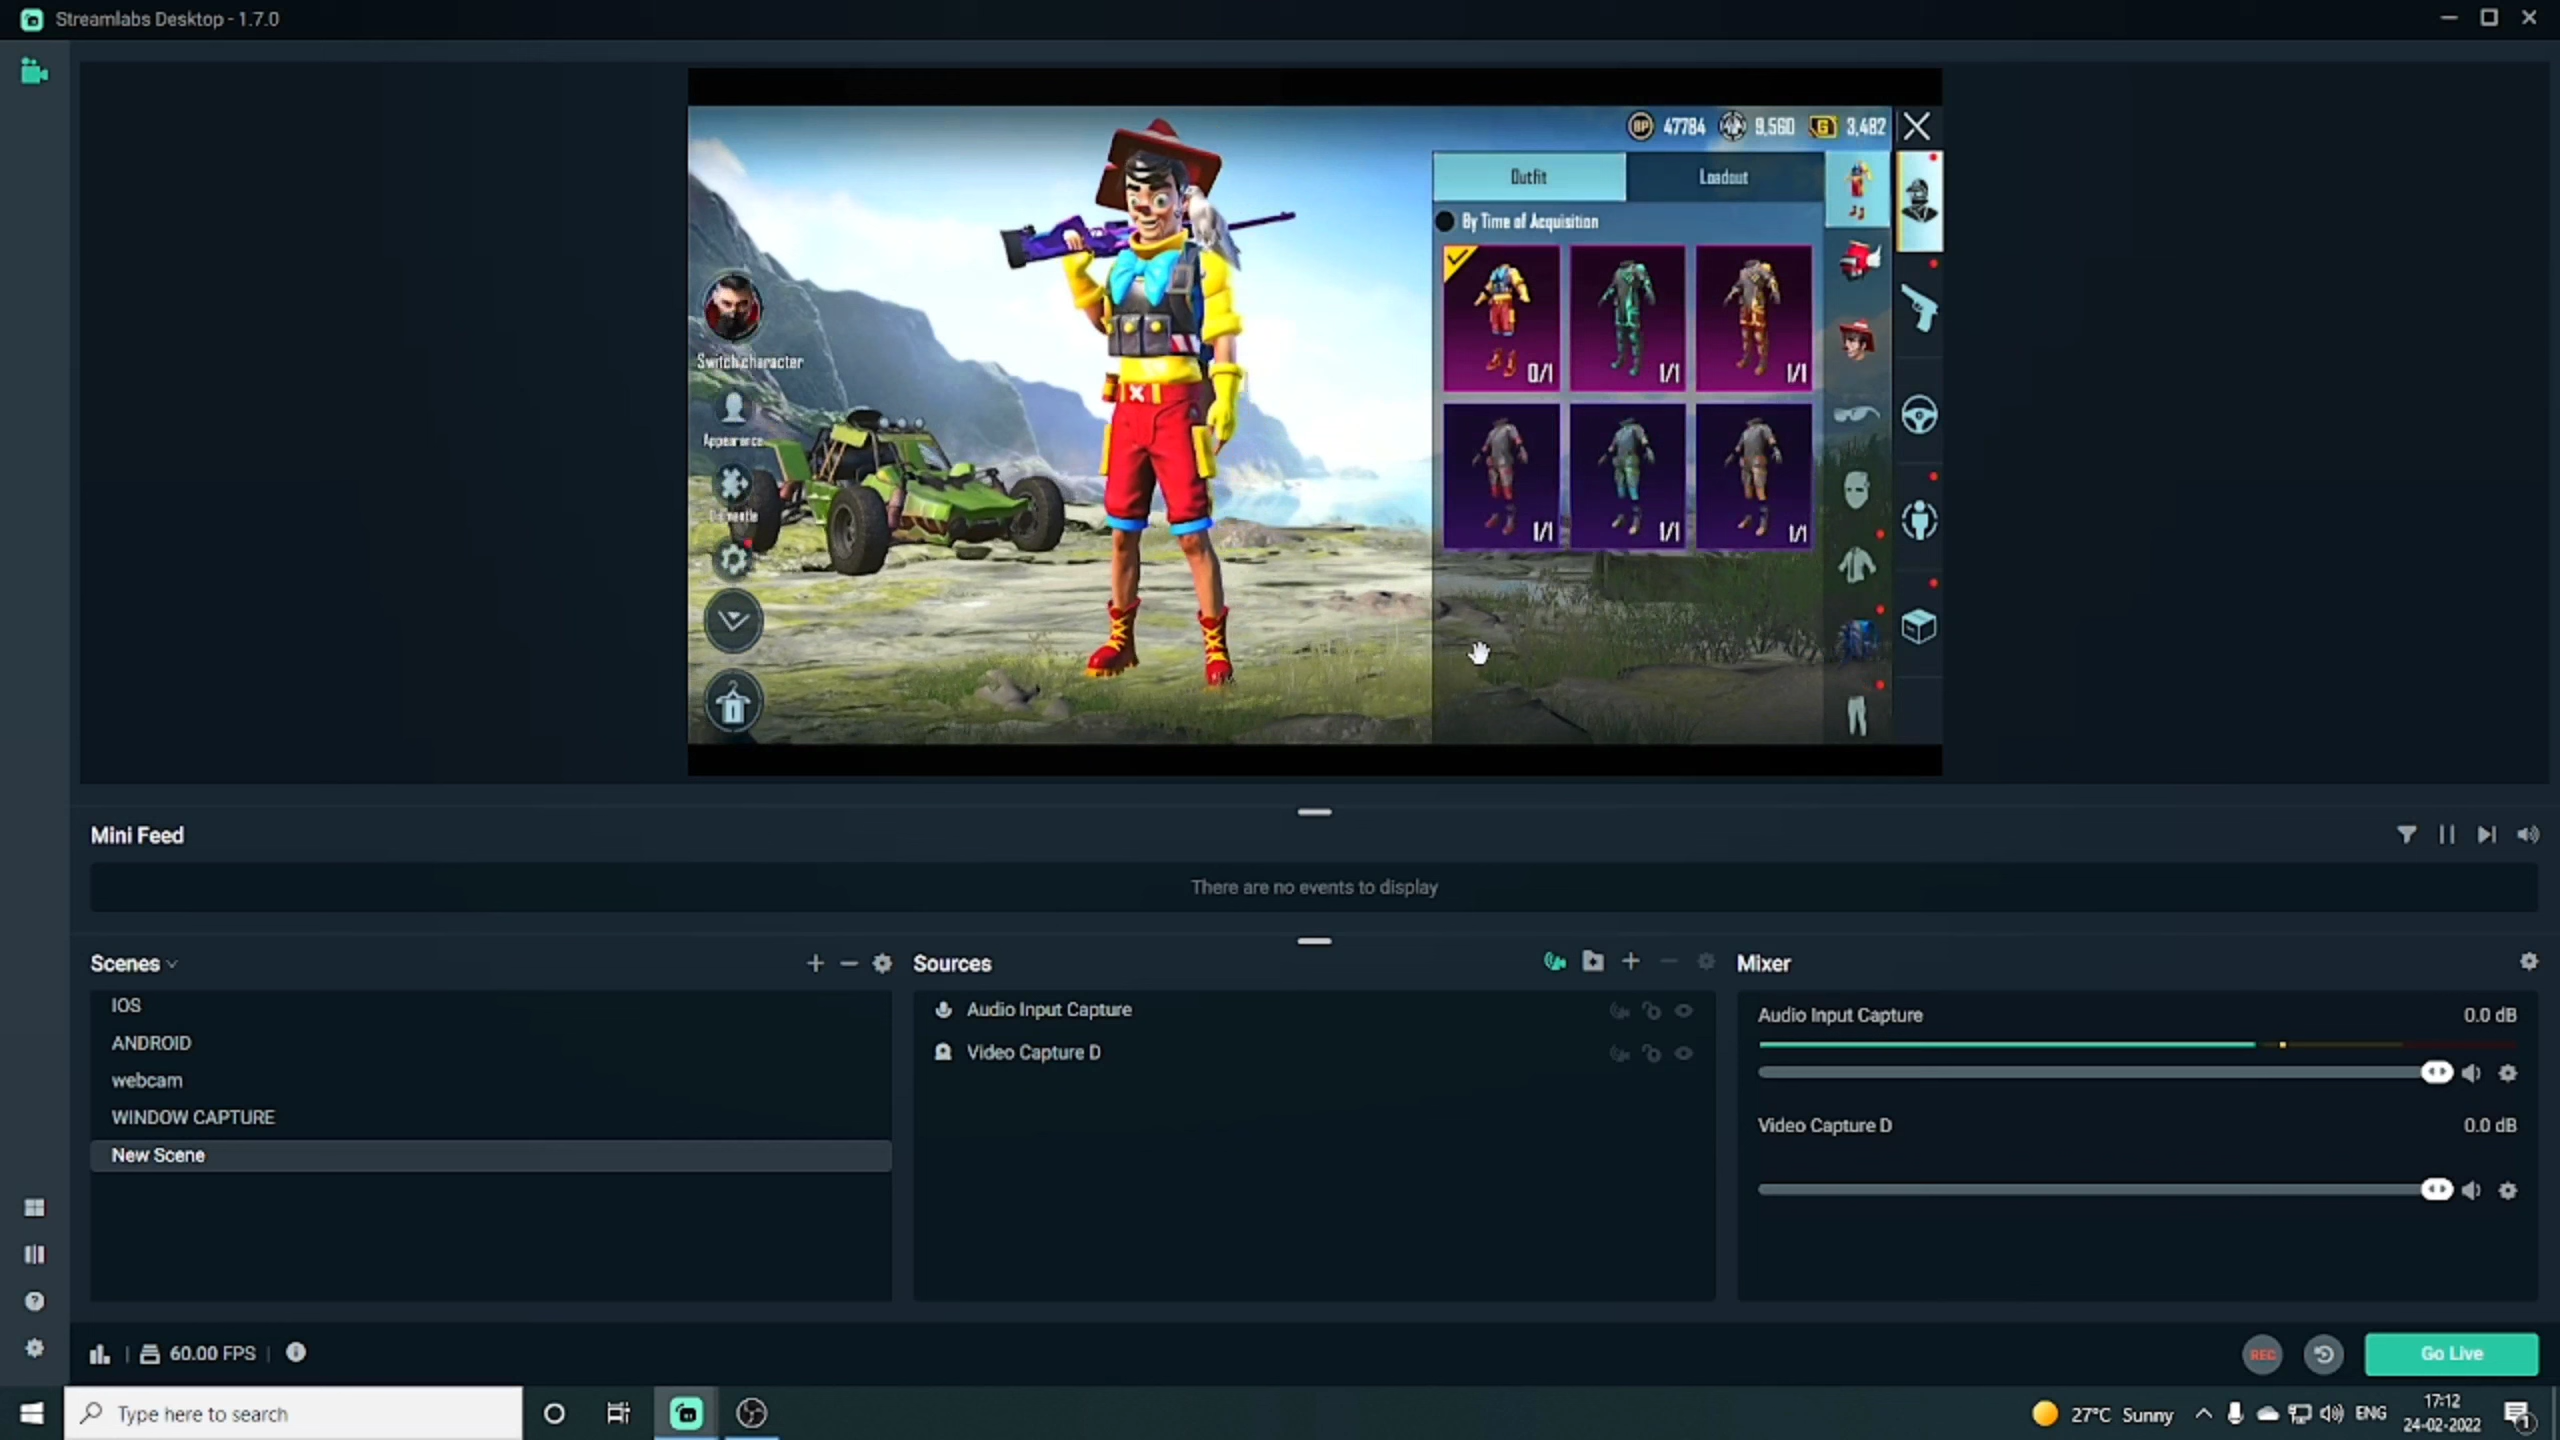 Streamlabs Desktop - 1.7.0
47784 9,560 3,482
Outfit Loadout
By Time of Acquisition
Switch character
0/1 1/1 1/1
Appearance
1/1 1/1 1/1
Dismantle
Mini Feed
There are no events to display
Scenes
IOS
ANDROID
webcam
WINDOW CAPTURE
New Scene
Sources
Audio Input Capture
Video Capture D
Mixer
Audio Input Capture 0.0 dB
Video Capture D 0.0 dB
60.00 FPS
REC
Go Live
Type here to search
27°C Sunny
ENG
17:12
24-02-2022
1